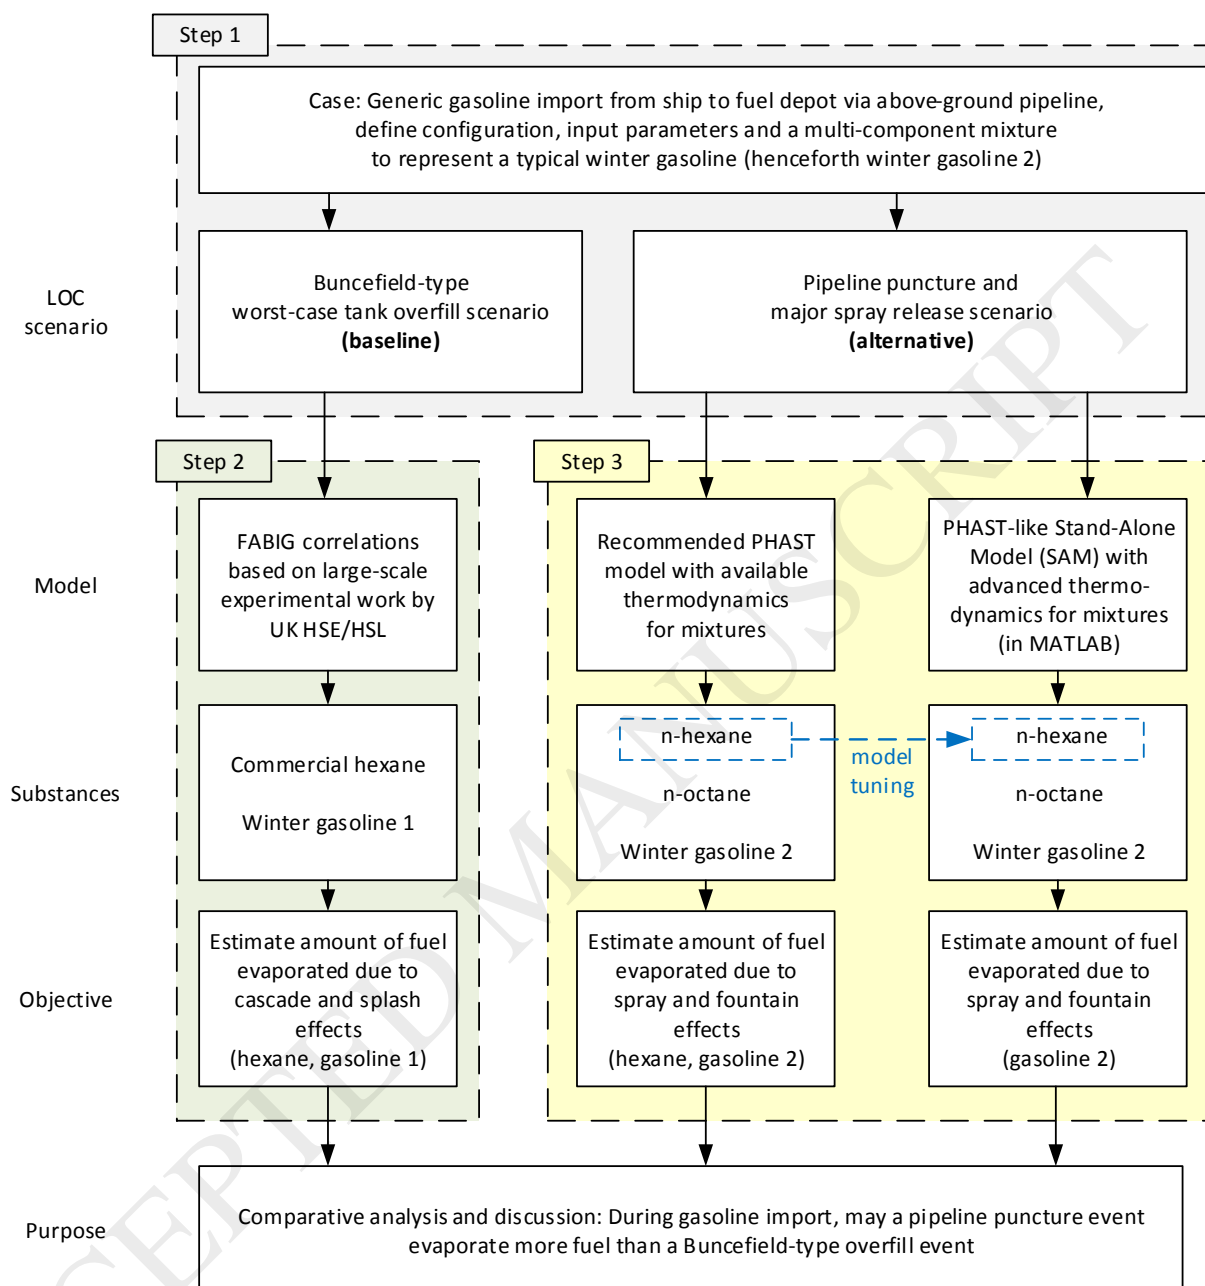 Step 1
Case: Generic gasoline import from ship to fuel depot via above-ground pipeline,
define configuration, input parameters and a multi-component mixture
to represent a typical winter gasoline (henceforth winter gasoline 2)
LOC
scenario
Buncefield-type
worst-case tank overfill scenario
(baseline)
Pipeline puncture and
major spray release scenario
(alternative)
Step 2
Step 3
Model
FABIG correlations
based on large-scale
experimental work by
UK HSE/HSL
Recommended PHAST
model with available
thermodynamics
for mixtures
PHAST-like Stand-Alone
Model (SAM) with
advanced thermo-
dynamics for mixtures
(in MATLAB)
Substances
Commercial hexane
Winter gasoline 1
n-hexane
n-octane
Winter gasoline 2
model
tuning
n-hexane
n-octane
Winter gasoline 2
Objective
Estimate amount of fuel
evaporated due to
cascade and splash
effects
(hexane, gasoline 1)
Estimate amount of fuel
evaporated due to
spray and fountain
effects
(hexane, gasoline 2)
Estimate amount of fuel
evaporated due to
spray and fountain
effects
(gasoline 2)
Purpose
Comparative analysis and discussion: During gasoline import, may a pipeline puncture event
evaporate more fuel than a Buncefield-type overfill event
CEPTED MANUSCRIPT